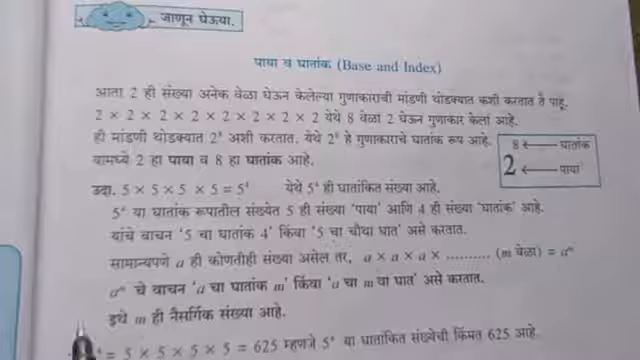 जाणून घेऊया.
पाया व घातांक (Base and Index)
आता 2 ही संख्या अनेक वेळा घेऊन केलेल्या गुणाकाराची मांडणी थोडक्यात कशी करतात ते पाहू.
2 × 2 × 2 × 2 × 2 × 2 × 2 × 2 येथे 8 वेळा 2 घेऊन गुणाकार केला आहे.
ही मांडणी थोडक्यात 2⁸ अशी करतात. येथे 2⁸ हे गुणाकाराचे घातांक रूप आहे.
यामध्ये 2 हा पाया व 8 हा घातांक आहे.
8 ← घातांक
2 ← पाया
उदा. 5 × 5 × 5 × 5 = 5⁴ येथे 5⁴ ही घातांकित संख्या आहे.
5⁴ या घातांक रूपातील संख्येत 5 ही संख्या 'पाया' आणि 4 ही संख्या 'घातांक' आहे.
यांचे वाचन '5 चा घातांक 4' किंवा '5 चा चौथा घात' असे करतात.
सामान्यपणे a ही कोणतीही संख्या असेल तर, a × a × a × .......... (m वेळा) = aᵐ
aᵐ चे वाचन 'a चा घातांक m' किंवा 'a चा m वा घात' असे करतात.
इथे m ही नैसर्गिक संख्या आहे.
⁴ = 5 × 5 × 5 × 5 = 625 म्हणजे 5⁴ या घातांकित संख्येची किंमत 625 आहे.